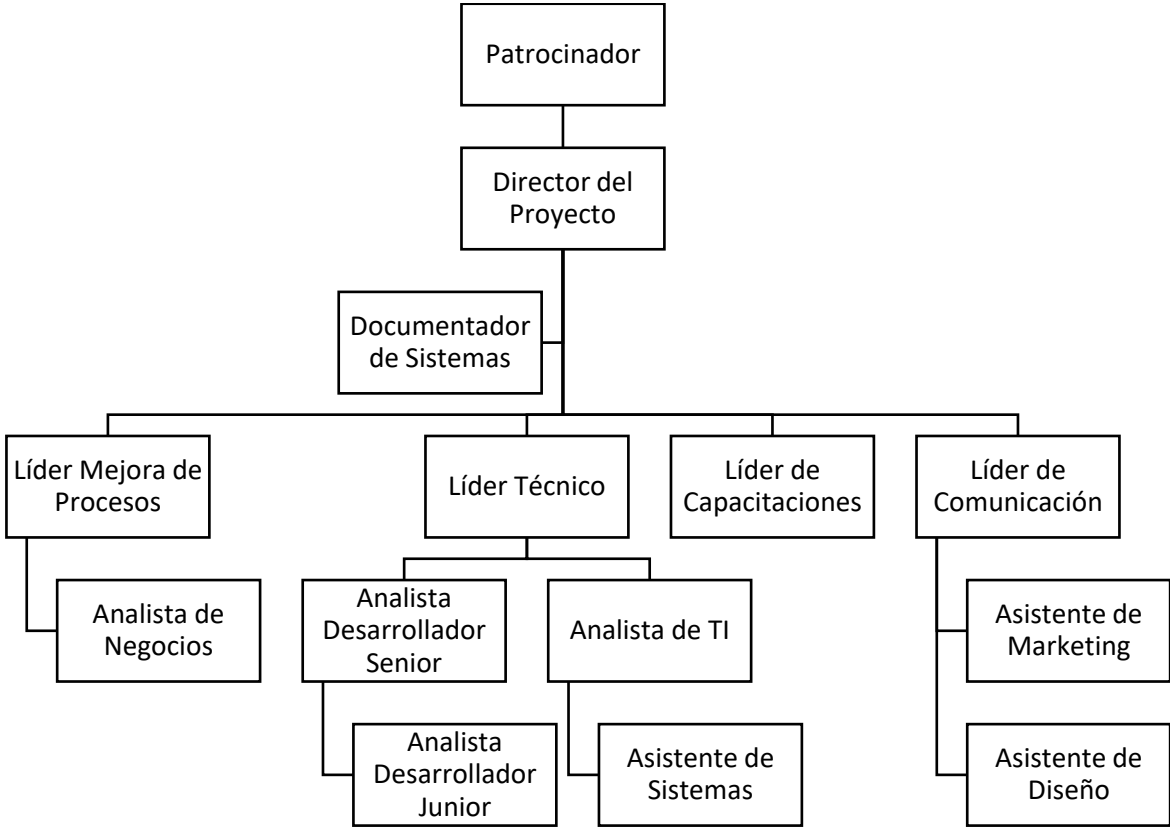 Patrocinador
Director del
Proyecto
Documentador
de Sistemas
Líder Mejora de
Procesos
Líder Técnico
Líder de
Capacitaciones
Líder de
Comunicación
Analista de
Negocios
Analista
Desarrollador
Senior
Analista de TI
Asistente de
Marketing
Analista
Desarrollador
Junior
Asistente de
Sistemas
Asistente de
Diseño